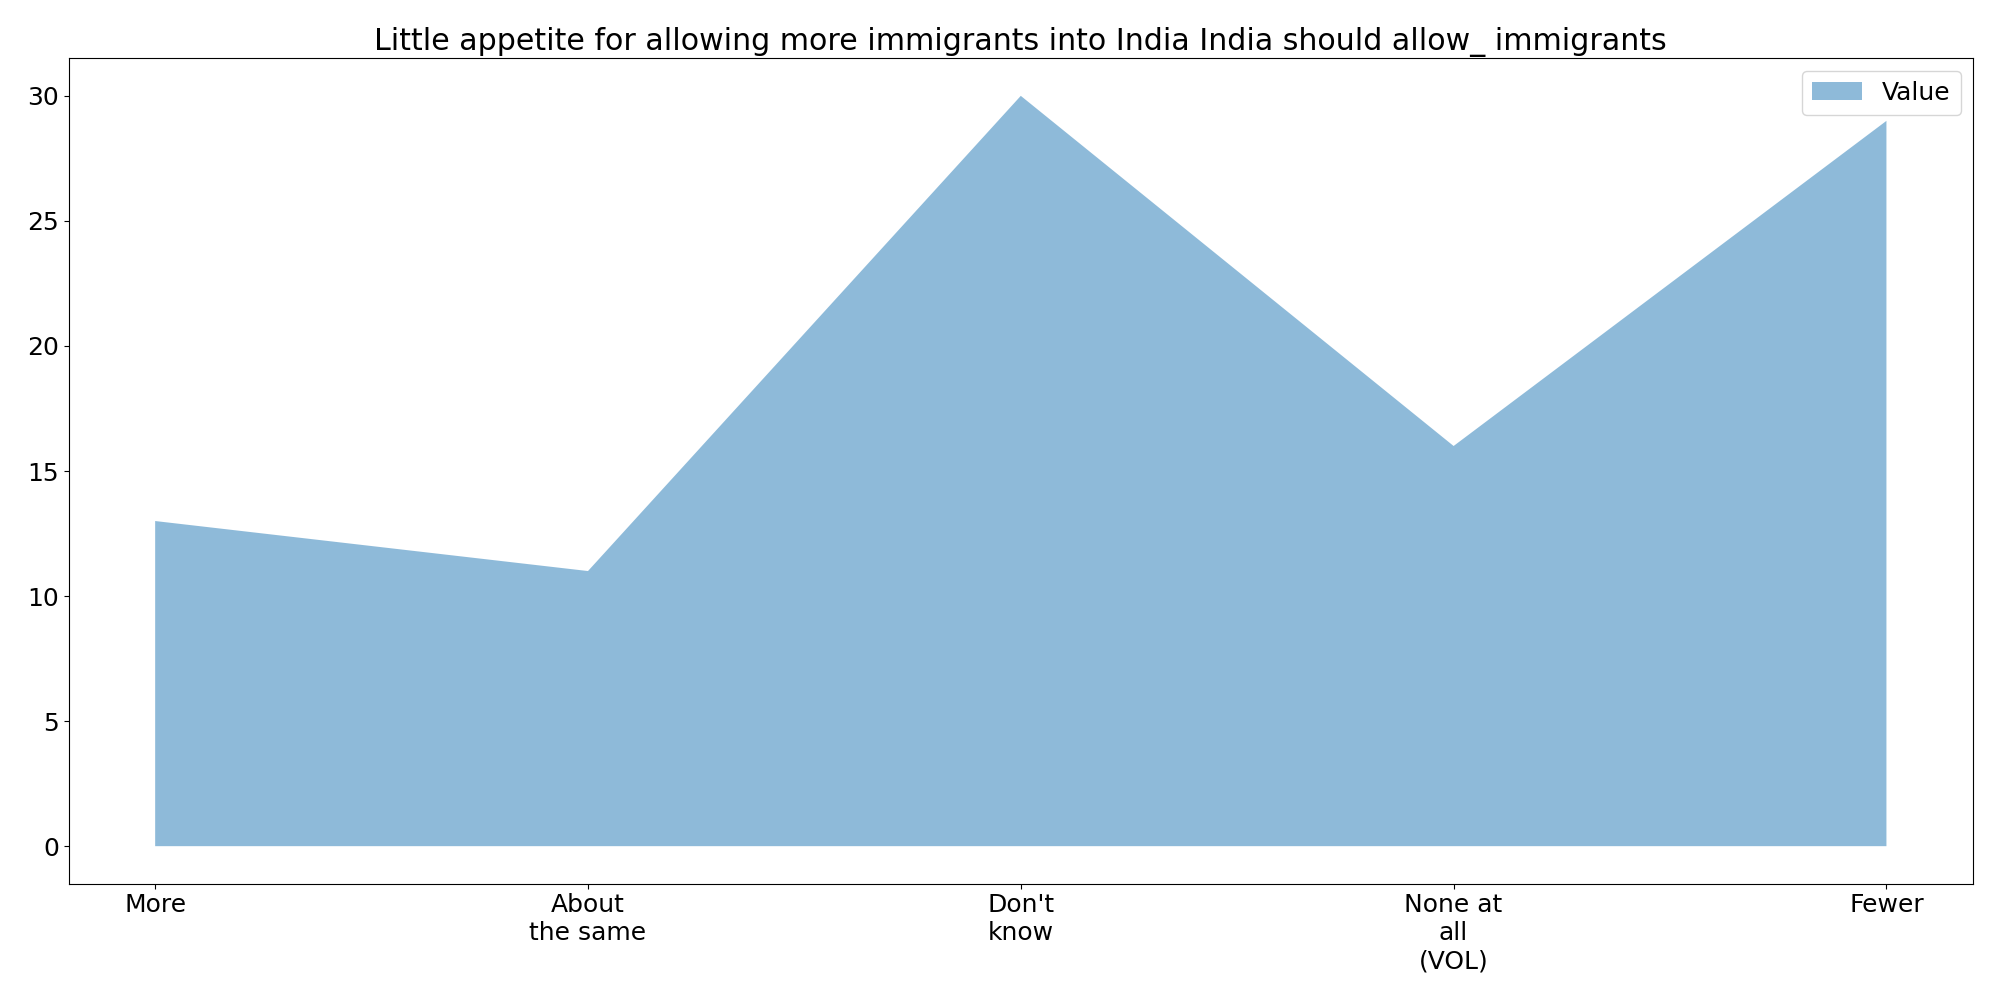 Little appetite for allowing more immigrants into India India should allow_ immigrants
Value
30
25
20
15
10
5
0
More
About
the same
Don't
know
None at
all
(VOL)
Fewer